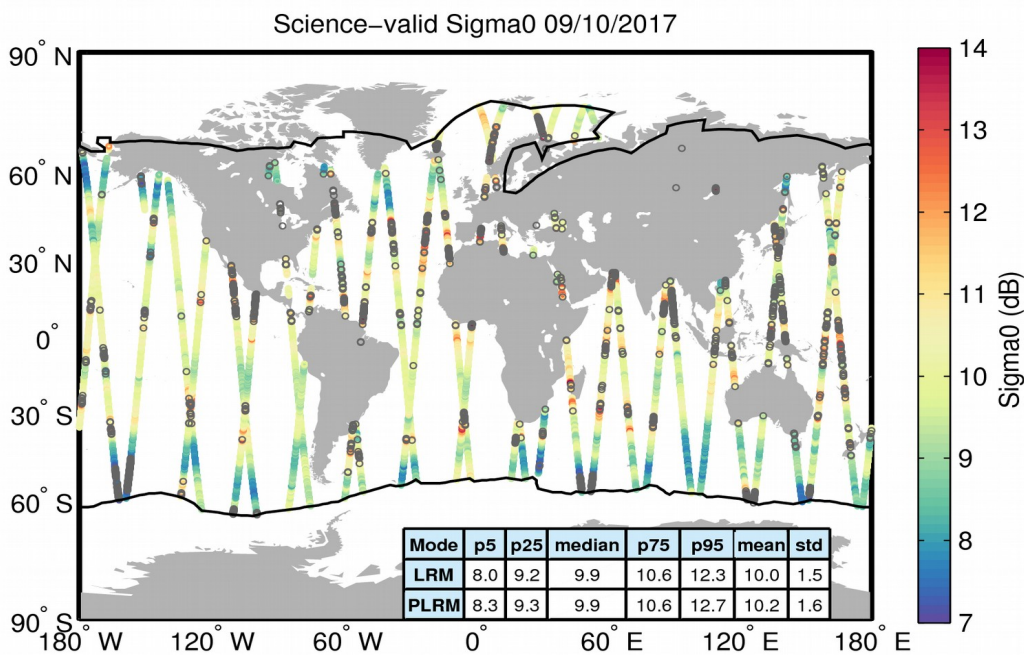 Science−valid Sigma0 09/10/2017
90° N
60° N
30° N
0°
30° S
60° S
90° S
180° W
120° W
60° W
0°
60° E
120° E
180° E
14
13
12
11
10
9
8
7
Sigma0 (dB)
Mode p5 p25 median p75 p95 mean std
LRM 8.0 9.2 9.9 10.6 12.3 10.0 1.5
PLRM 8.3 9.3 9.9 10.6 12.7 10.2 1.6